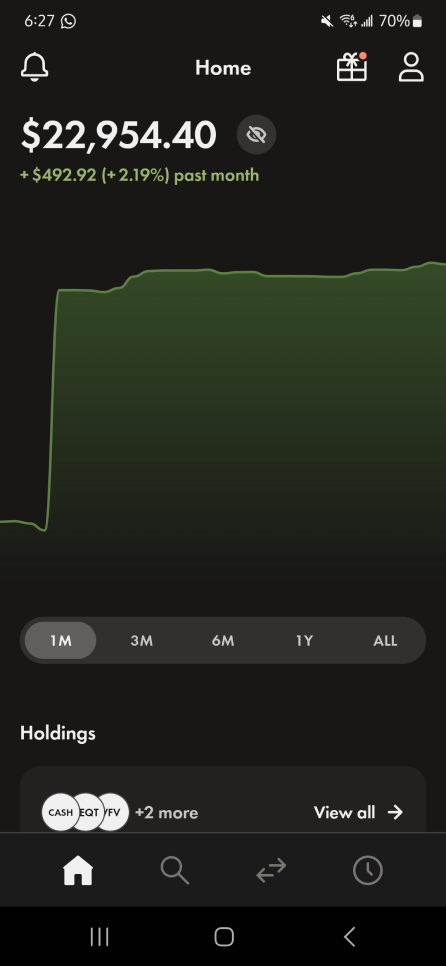 6:27 70%
Home
$22,954.40
+ $492.92 (+ 2.19%) past month
1M 3M 6M 1Y ALL
Holdings
CASH EQT VFV +2 more View all →